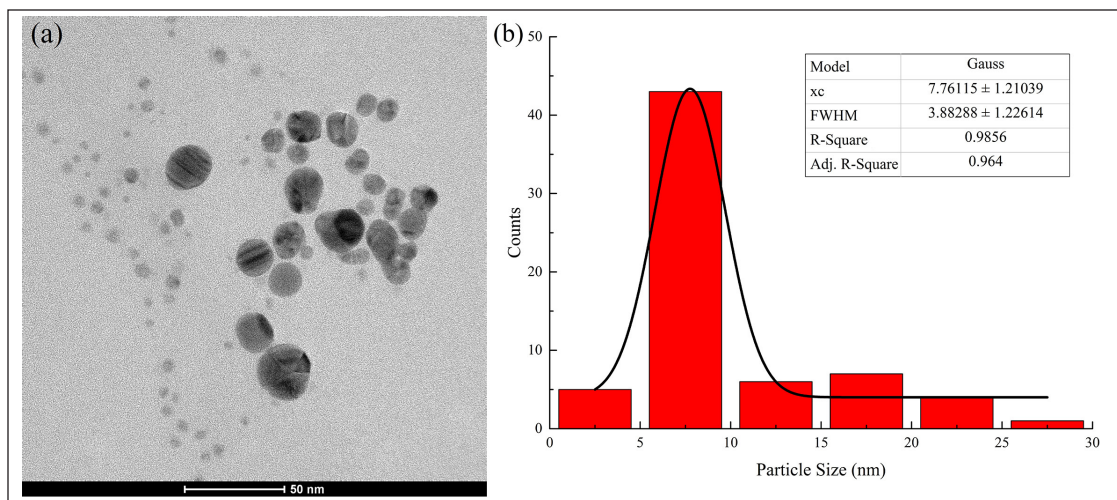 (a)
50 nm
(b)
Counts
50
40
30
20
10
0
0 5 10 15 20 25 30
Particle Size (nm)
Model Gauss
xc 7.76115 ± 1.21039
FWHM 3.88288 ± 1.22614
R-Square 0.9856
Adj. R-Square 0.964